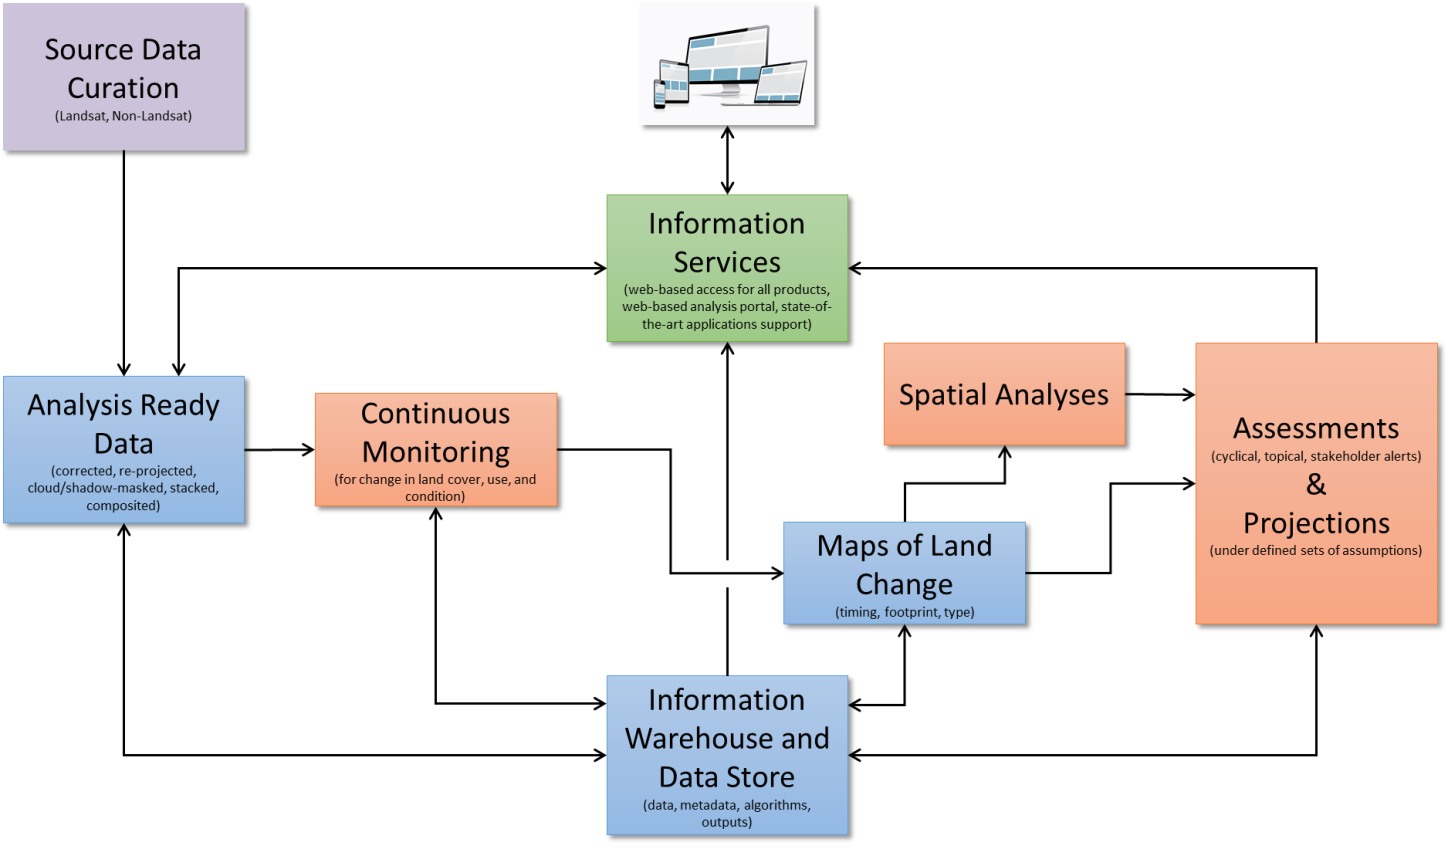 Source Data
Curation
(Landsat, Non-Landsat)
Information
Services
(web-based access for all products,
web-based analysis portal, state-of-
the-art applications support)
Analysis Ready
Data
(corrected, re-projected,
cloud/shadow-masked, stacked,
composited)
Continuous
Monitoring
(for change in land cover, use, and
condition)
Spatial Analyses
Assessments
(cyclical, topical, stakeholder alerts)
&
Projections
(under defined sets of assumptions)
Maps of Land
Change
(timing, footprint, type)
Information
Warehouse and
Data Store
(data, metadata, algorithms,
outputs)